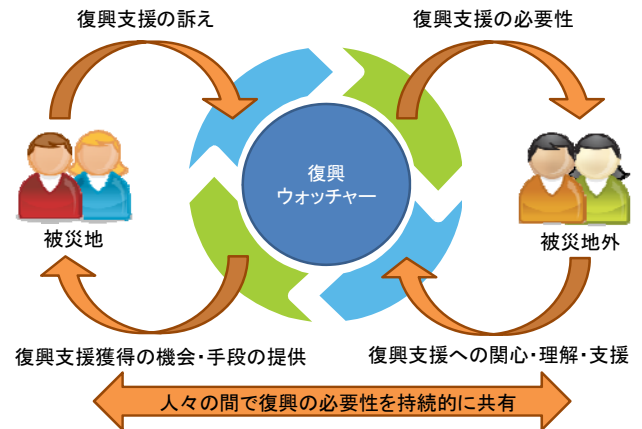 復興支援の訴え
復興支援の必要性
復興
ウォッチャー
被災地
被災地外
復興支援獲得の機会・手段の提供
復興支援への関心・理解・支援
人々の間で復興の必要性を持続的に共有